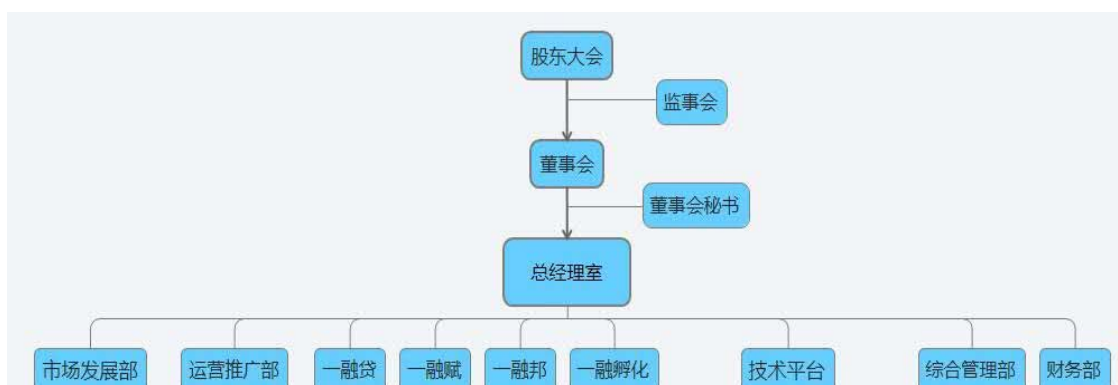 股东大会
监事会
董事会
董事会秘书
总经理室
市场发展部
运营推广部
一融贷
一融赋
一融邦
一融孵化
技术平台
综合管理部
财务部